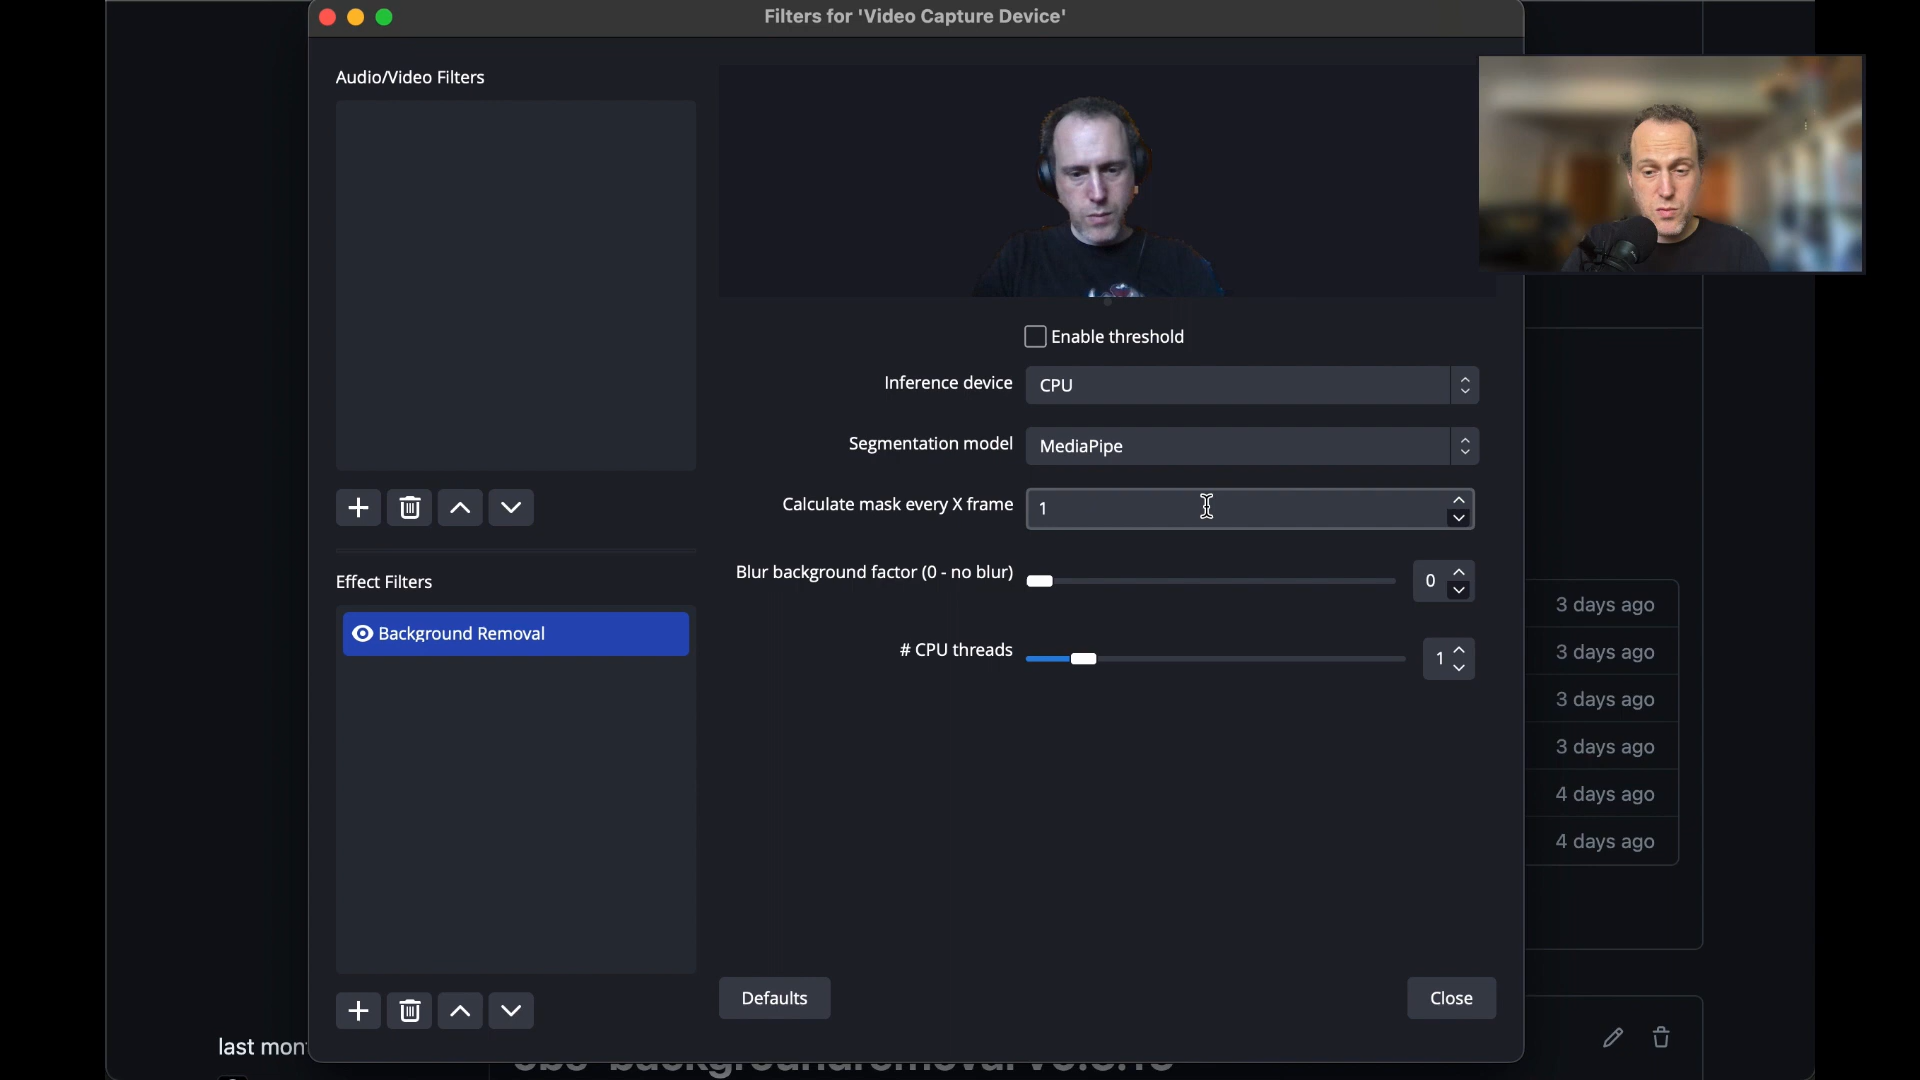 Filters for 'Video Capture Device'
Audio/Video Filters
Enable threshold
Inference device CPU
Segmentation model MediaPipe
Calculate mask every X frame 1
Blur background factor (0 - no blur) 0
Effect Filters
Background Removal
# CPU threads 1
3 days ago
3 days ago
3 days ago
3 days ago
4 days ago
4 days ago
Defaults
Close
last mon